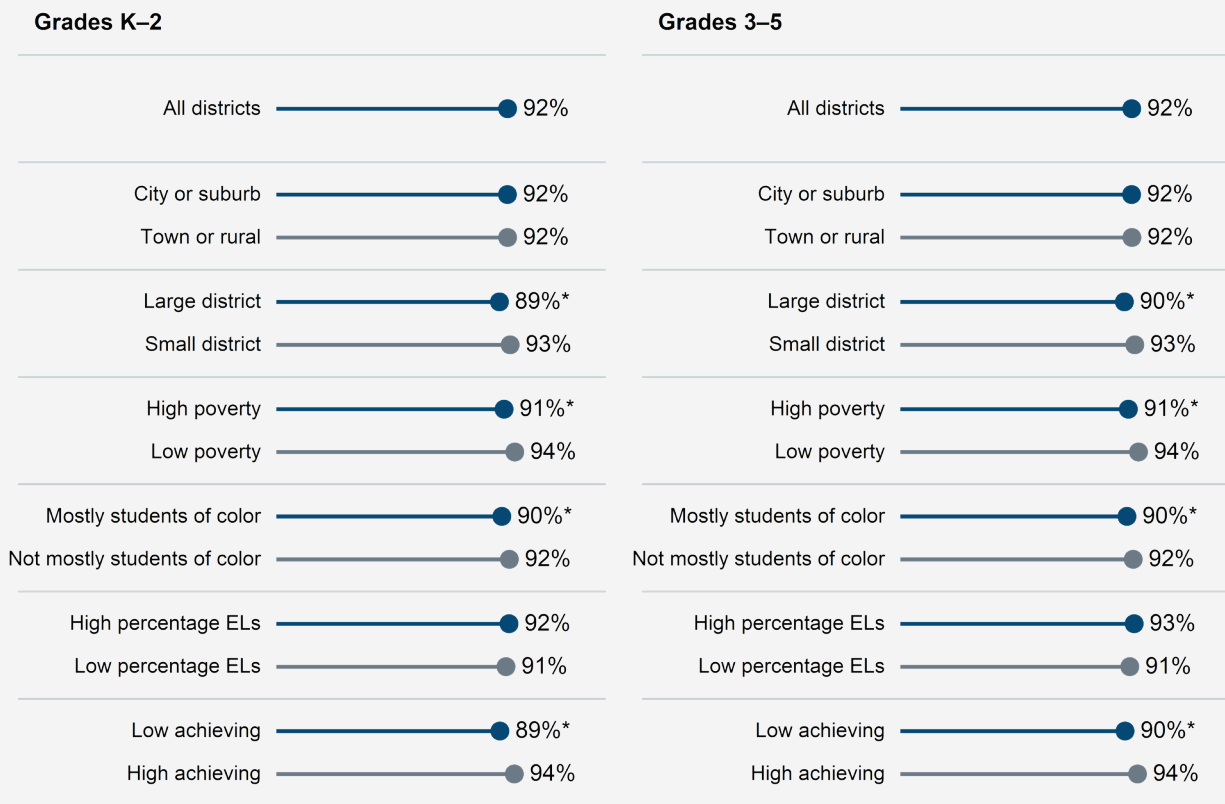 Grades K–2
All districts 92%
City or suburb 92%
Town or rural 92%
Large district 89%*
Small district 93%
High poverty 91%*
Low poverty 94%
Mostly students of color 90%*
Not mostly students of color 92%
High percentage ELs 92%
Low percentage ELs 91%
Low achieving 89%*
High achieving 94%
Grades 3–5
All districts 92%
City or suburb 92%
Town or rural 92%
Large district 90%*
Small district 93%
High poverty 91%*
Low poverty 94%
Mostly students of color 90%*
Not mostly students of color 92%
High percentage ELs 93%
Low percentage ELs 91%
Low achieving 90%*
High achieving 94%